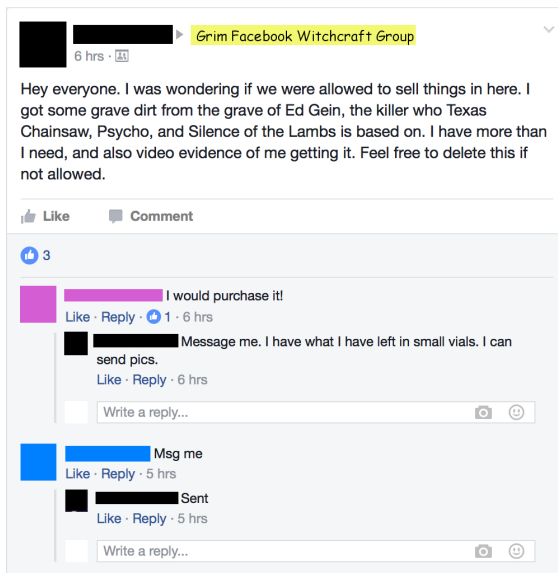 Grim Facebook Witchcraft Group
6 hrs ·
Hey everyone. I was wondering if we were allowed to sell things in here. I
got some grave dirt from the grave of Ed Gein, the killer who Texas
Chainsaw, Psycho, and Silence of the Lambs is based on. I have more than
I need, and also video evidence of me getting it. Feel free to delete this if
not allowed.
Like Comment
3
I would purchase it!
Like · Reply · 1 · 6 hrs
Message me. I have what I have left in small vials. I can
send pics.
Like · Reply · 6 hrs
Write a reply...
Msg me
Like · Reply · 5 hrs
Sent
Like · Reply · 5 hrs
Write a reply...